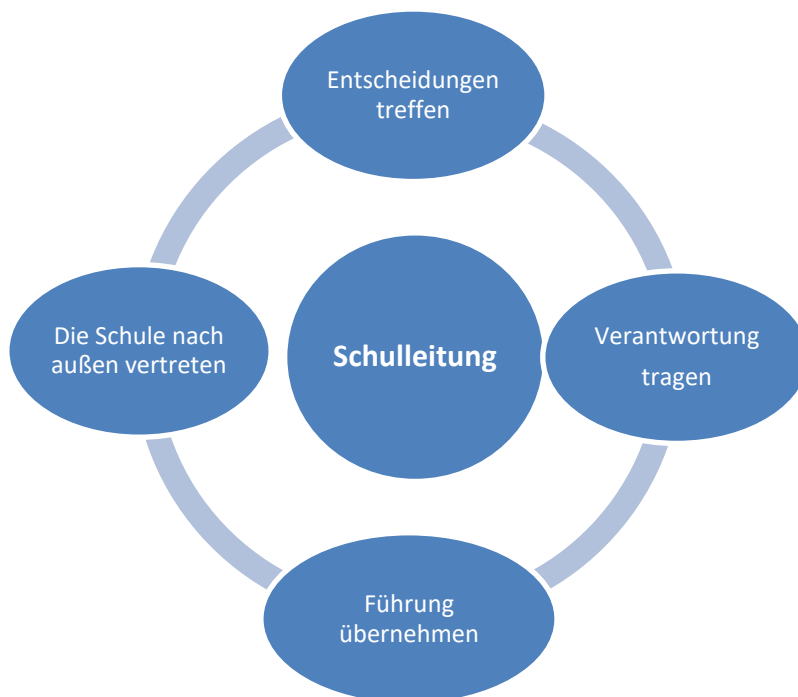 Entscheidungen
treffen
Die Schule nach
außen vertreten
Schulleitung
Verantwortung
tragen
Führung
übernehmen